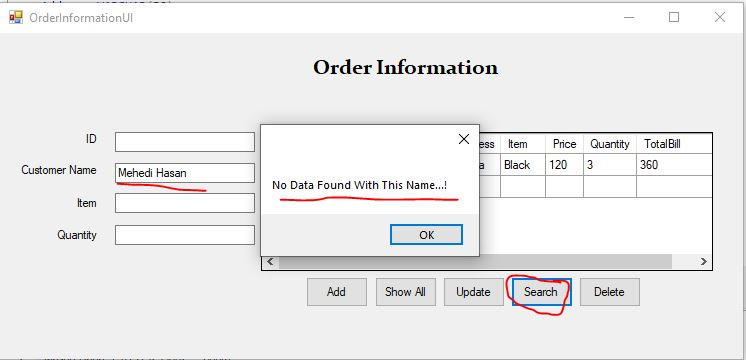 OrderInformationUI
Order Information
ID
Customer Name Mehedi Hasan
Item
Quantity
Item Price Quantity TotalBill
Black 120 3 360
No Data Found With This Name...!
OK
Add Show All Update Search Delete